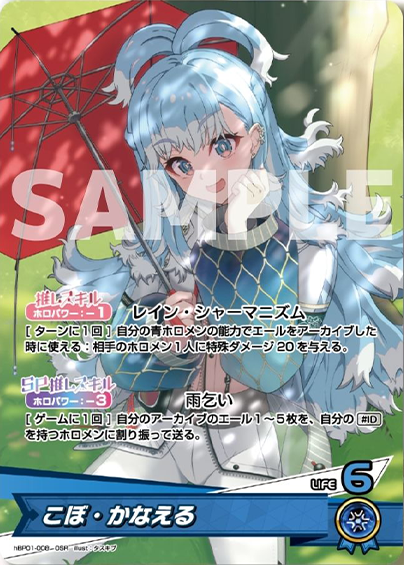 SAMPLE
推しスキル
ホロパワー：－1
レイン・シャーマニズム
[ターンに1回]自分の青ホロメンの能力でエールをアーカイブした
時に使える：相手のホロメン1人に特殊ダメージ20を与える。
SP推しスキル
ホロパワー：－3
雨乞い
[ゲームに1回]自分のアーカイブのエール1～5枚を、自分の #ID
を持つホロメンに割り振って送る。
LIFE 6
こぼ・かなえる
hBP01-008 OSR illust.タスキブ